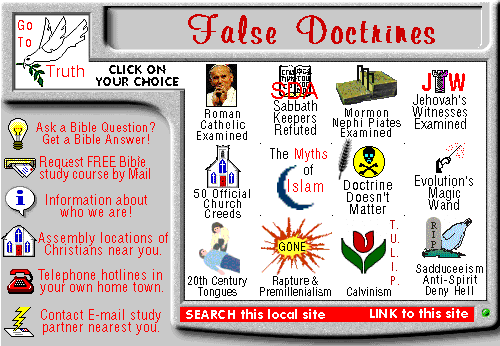 Go
To
Truth
False Doctrines
CLICK ON
YOUR CHOICE
Ask a Bible Question?
Get a Bible Answer!
Request FREE Bible
study course by Mail
Information about
who we are!
Assembly locations of
Christians near you.
Telephone hotlines in
your own home town.
Contact E-mail study
partner nearest you.
Roman
Catholic
Examined
SDA
Sabbath
Keepers
Refuted
Mormon
Nephi Plates
Examined
JW
Jehovah's
Witnesses
Examined
50 Official
Church
Creeds
The Myths
of
Islam
Doctrine
Doesn't
Matter
Evolution's
Magic
Wand
20th Century
Tongues
GONE
Rapture &
Premillenialism
T.
U.
L.
I.
P.
Calvinism
RIP
Sadduceeism
Anti-Spirit
Deny Hell
SEARCH this local site
LINK to this site